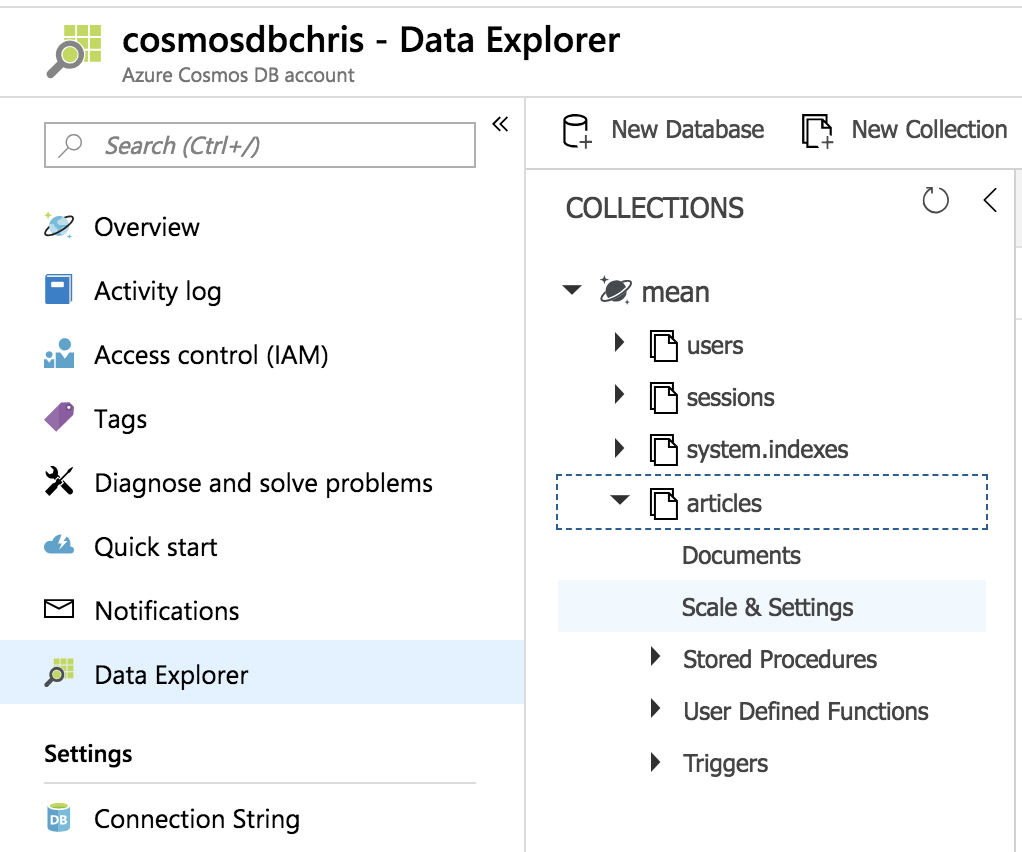 cosmosdbchris - Data Explorer
Azure Cosmos DB account
Search (Ctrl+/)
«
Overview
Activity log
Access control (IAM)
Tags
Diagnose and solve problems
Quick start
Notifications
Data Explorer
Settings
DB
Connection String
New Database
New Collection
COLLECTIONS
mean
users
sessions
system.indexes
articles
Documents
Scale & Settings
Stored Procedures
User Defined Functions
Triggers